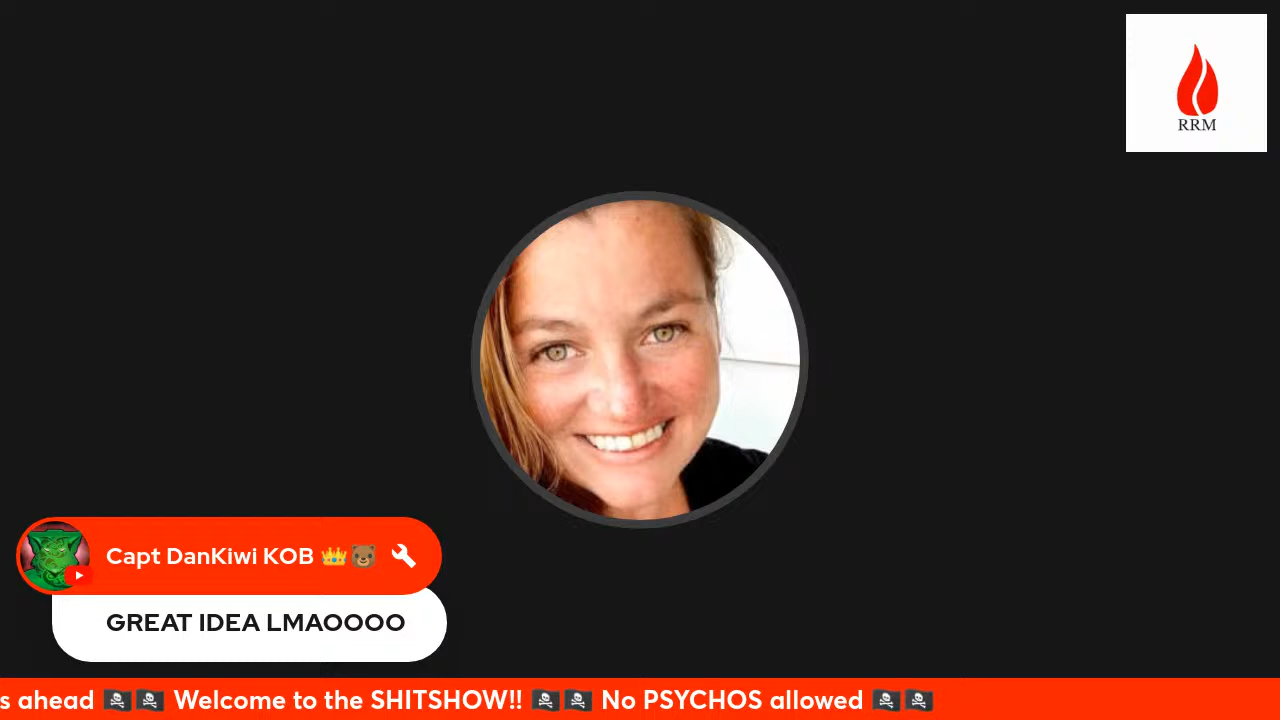 RRM
Capt DanKiwi KOB 👑🐻
GREAT IDEA LMAOOOO
s ahead 🏴‍☠️🏴‍☠️ Welcome to the SHITSHOW!! 🏴‍☠️🏴‍☠️ No PSYCHOS allowed 🏴‍☠️🏴‍☠️